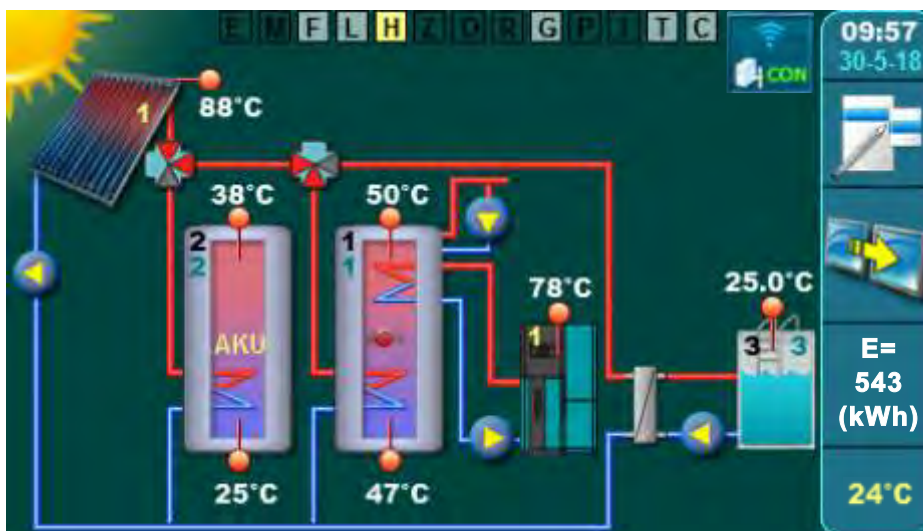 E M F L H Z D R G P I T C
CON
09:57
30-5-18
1
88°C
38°C
50°C
2
2
1
1
78°C
25.0°C
1
3
3
AKU
E=
543
(kWh)
25°C
47°C
24°C